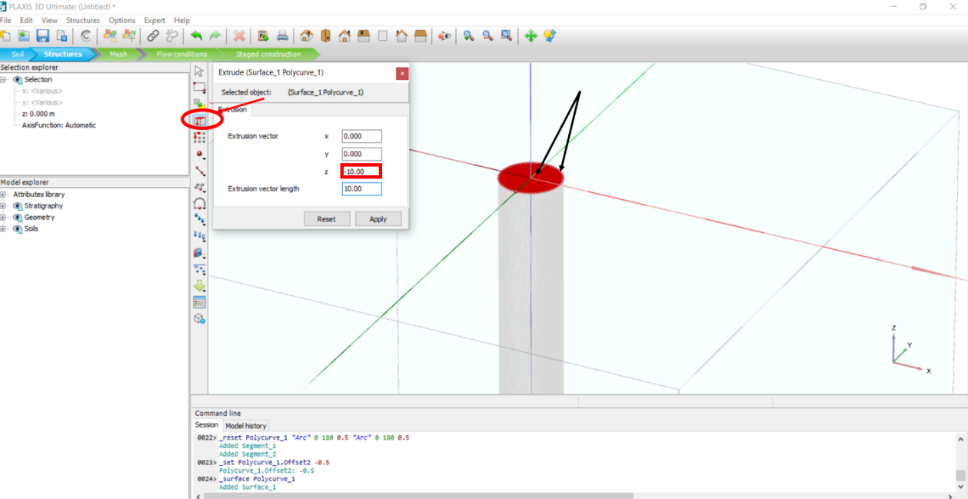 PLAXIS 3D Ultimate: (Untitled) *
File Edit View Structures Options Expert Help
Soil Structures Mesh Flow conditions Staged construction
Selection explorer
Selection
x: <Various>
y: <Various>
z: 0.000 m
AxisFunction: Automatic
Model explorer
Attributes library
Stratigraphy
Geometry
Soils
Extrude (Surface_1 Polycurve_1)
Selected object: (Surface_1 Polycurve_1)
Extrusion
Extrusion vector x 0.000
y 0.000
z -10.00
Extrusion vector length 10.00
Reset Apply
z
y
x
Command line
Session Model history
0022> _reset Polycurve_1 "Arc" 0 180 0.5 "Arc" 0 180 0.5
Added Segment_1
Added Segment_2
0023> _set Polycurve_1.Offset2 -0.5
Polycurve_1.Offset2: -0.5
0024> _surface Polycurve_1
Added Surface_1